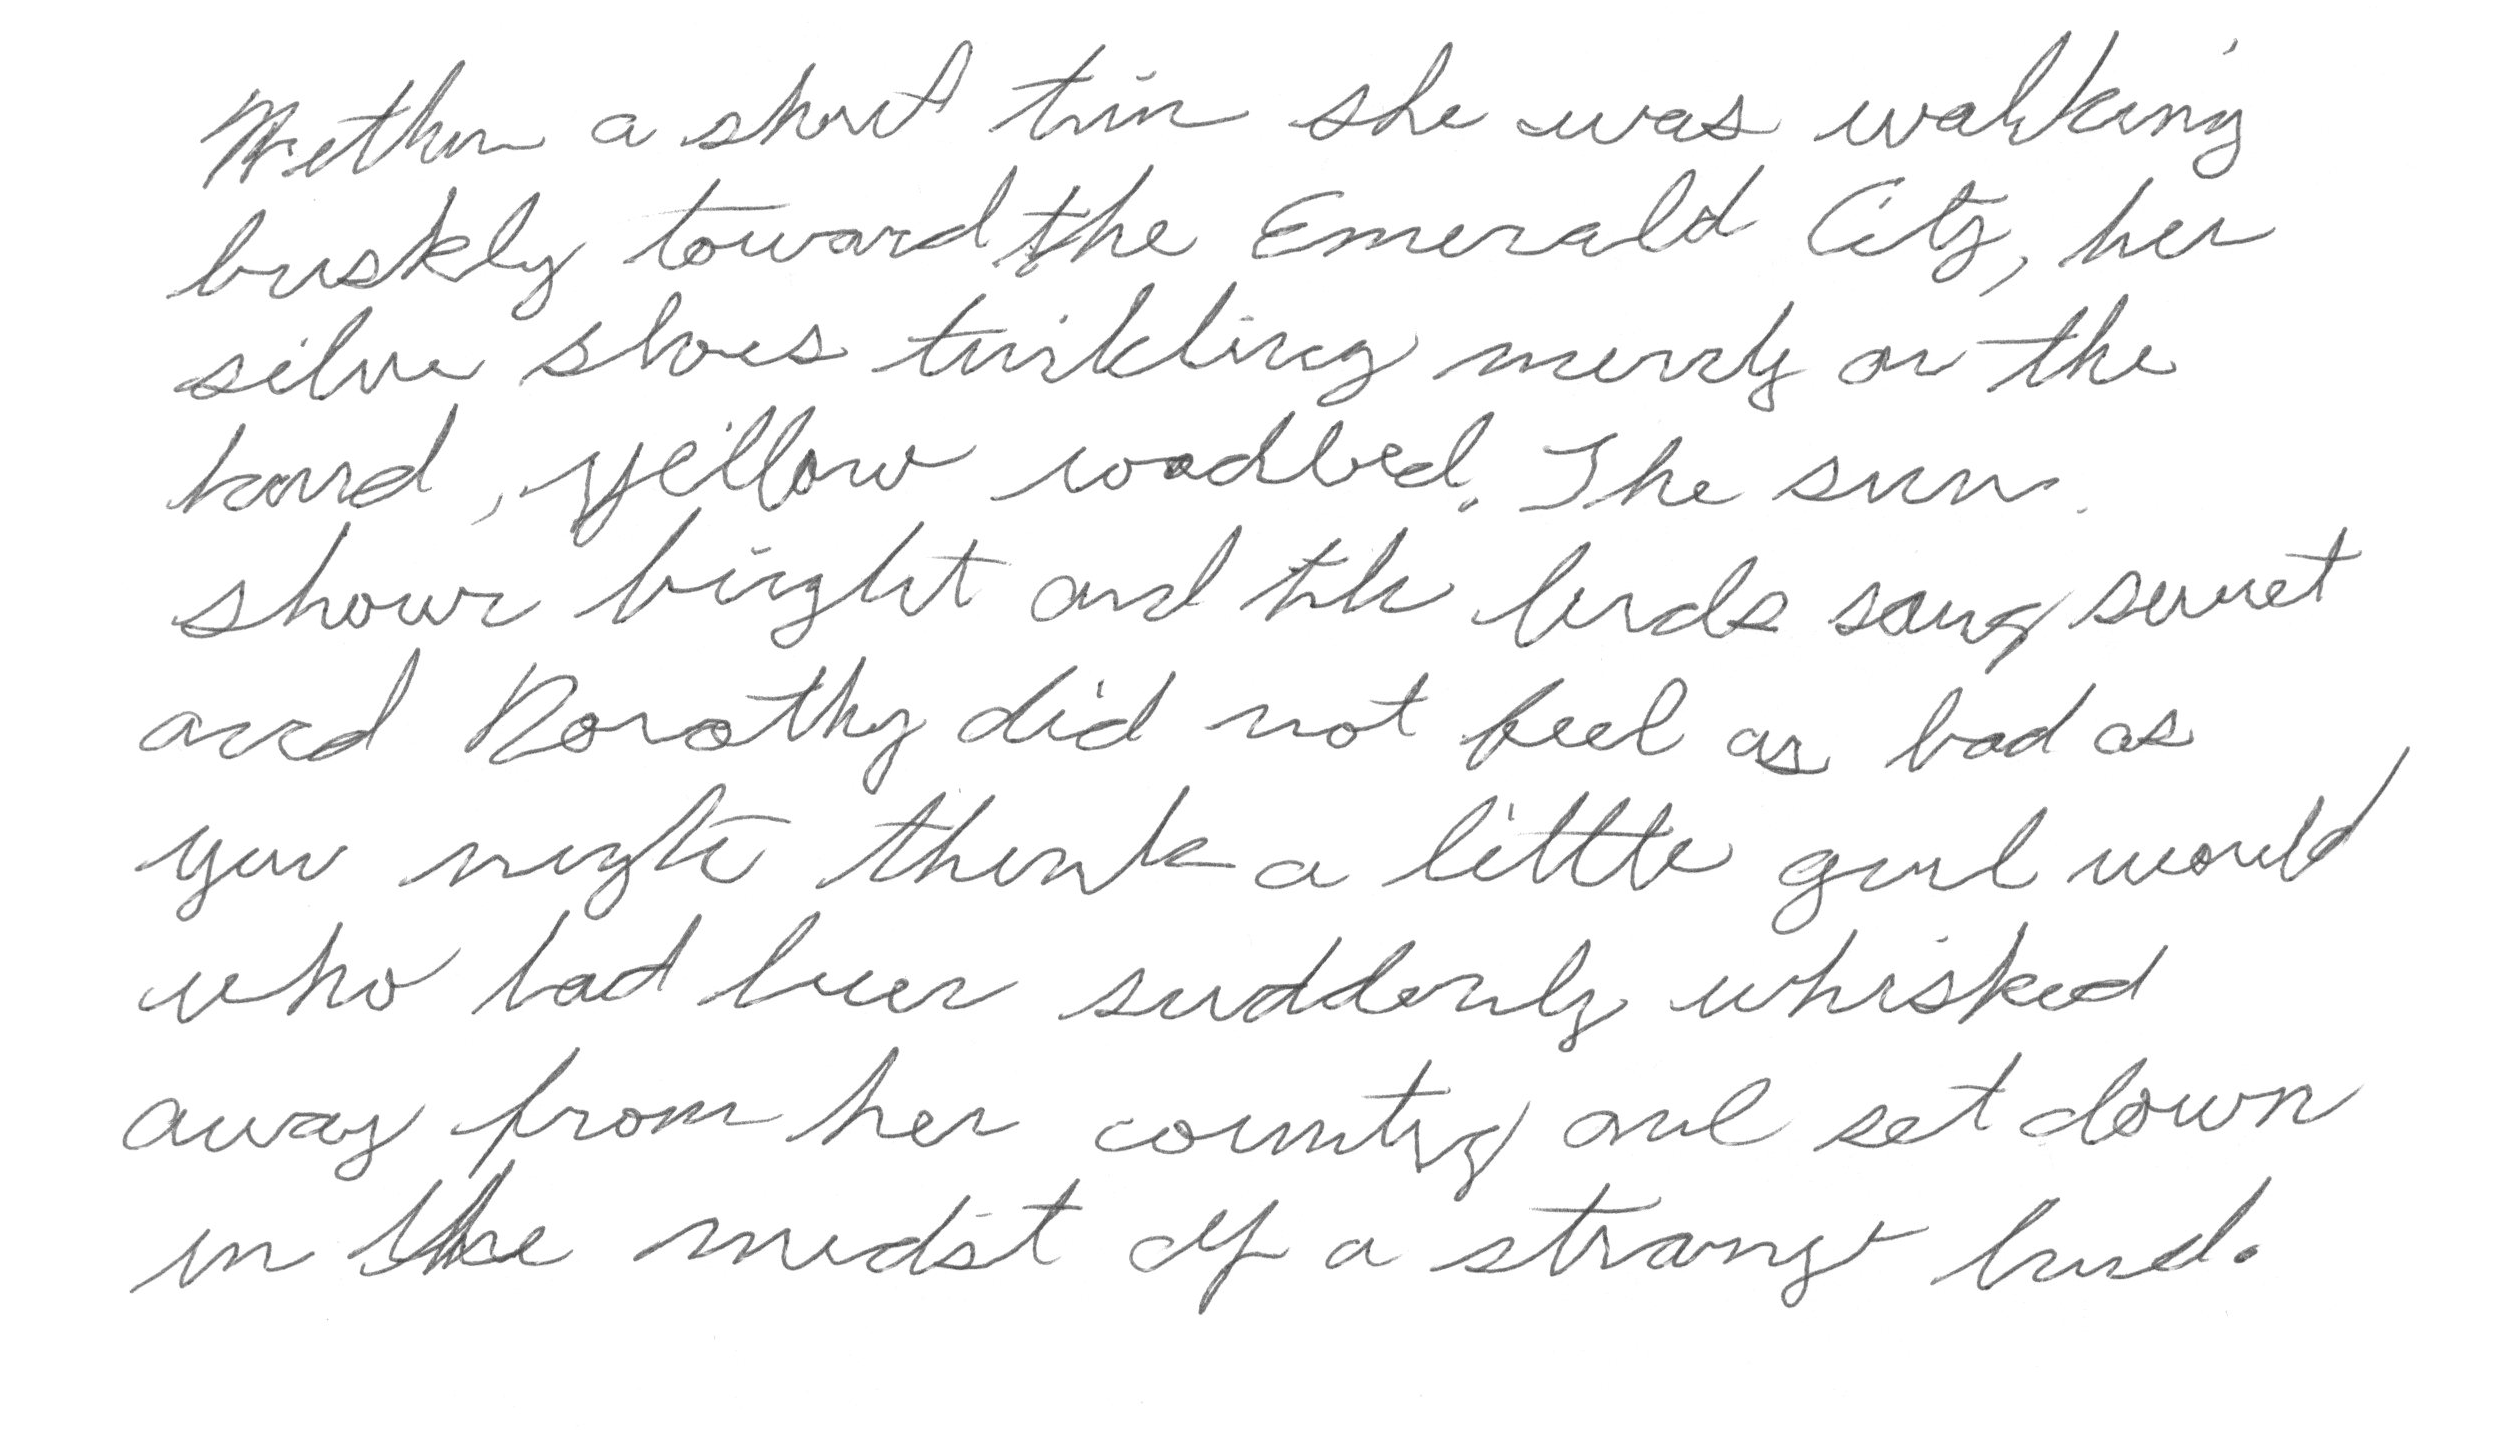 Within a short time she was walking
briskly toward the Emerald City, her
silver shoes tinkling merrily on the
hard, yellow roadbed. The sun
shone bright and the birds sang sweet
and Dorothy did not feel as bad as
you might think a little girl would
who had been suddenly whisked
away from her country and set down
in the midst of a strange land.